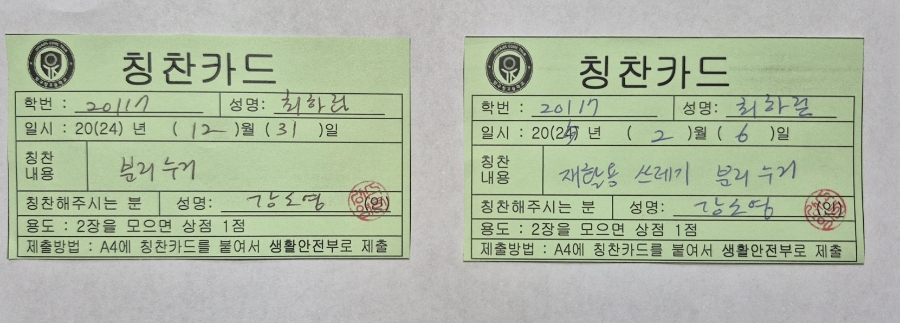 칭찬카드
학번 : 20117 성명: 최하린
일시 : 20(24) 년 ( 12 )월 ( 31 )일
칭찬 내용 분리수거
칭찬해주시는 분 성명: 강소영 (인)
용도 : 2장을 모으면 상점 1점
제출방법 : A4에 칭찬카드를 붙여서 생활안전부로 제출
칭찬카드
학번 : 20117 성명: 최하린
일시 : 20(2 년 ( 2 )월 ( 6 )일
칭찬 내용 재활용 쓰레기 분리수거
칭찬해주시는 분 성명: 강소영 (인)
용도 : 2장을 모으면 상점 1점
제출방법 : A4에 칭찬카드를 붙여서 생활안전부로 제출